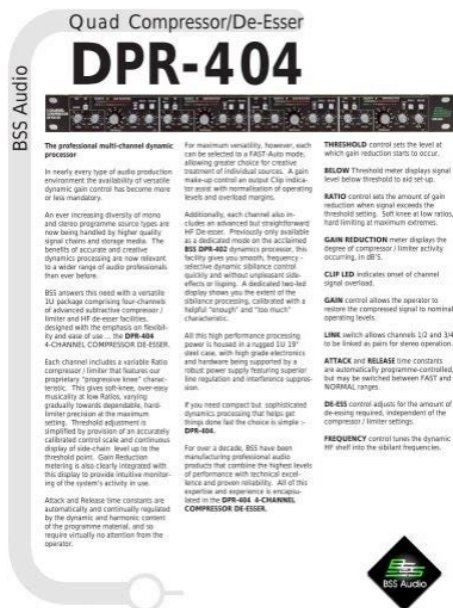 Quad Compressor/De-Esser
DPR-404
BSS Audio
The professional multi-channel dynamic
processor
In nearly every type of audio production
environment the availability of versatile
dynamic gain control has become more
or less mandatory.
An ever increasing diversity of mono
and stereo programme source types are
now being handled by higher quality
signal chains and storage media. The
benefits of accurate and creative
dynamics processing are now relevant
to a wider range of audio professionals
than ever before.
BSS answers this need with a versatile
1U package comprising four-channels
of advanced subtractive compressor /
limiter and HF de-esser facilities,
designed with the emphasis on flexibil-
ity and ease of use ... the DPR-404
4-CHANNEL COMPRESSOR DE-ESSER.
Each channel includes a variable Ratio
compressor / limiter that features our
proprietary "progressive knee" charac-
teristic. This gives soft-knee, over-easy
musicality at low Ratios, varying
gradually towards dependable, hard-
limiter precision at the maximum
setting. Threshold adjustment is
simplified by provision of an accurately
calibrated control scale and continuous
display of side-chain level up to the
threshold point. Gain Reduction
metering is also clearly integrated with
this display to provide intuitive monitor-
ing of the system's activity in use.
Attack and Release time constants are
automatically and continually regulated
by the dynamic and harmonic content
of the programme material, and so
require virtually no attention from the
operator.
For maximum versatility, however, each
can be selected to a FAST-Auto mode,
allowing greater choice for creative
treatment of individual sources. A gain
make-up control an output Clip indica-
tor assist with normalisation of operating
levels and overload margins.
Additionally, each channel also in-
cludes an advanced but straightforward
HF De-esser. Previously only available
as a dedicated mode on the acclaimed
BSS DPR-402 dynamics processor, this
facility gives you smooth, frequency -
selective dynamic sibilance control
quickly and without unpleasant side-
effects or lisping. A dedicated two-led
display shows you the extent of the
sibilance processing, calibrated with a
helpful "enough" and "too much"
characteristic.
All this high performance processing
power is housed in a rugged 1U 19"
steel case, with high grade electronics
and hardware being supported by a
robust power supply featuring superior
line regulation and interference suppres-
sion.
If you need compact but sophisticated
dynamics processing that helps get
things done fast the choice is simple :-
DPR-404.
For over a decade, BSS have been
manufacturing professional audio
products that combine the highest levels
of performance with technical excel-
lence and proven reliability. All of this
expertise and experience is encapsu-
lated in the DPR-404 4-CHANNEL
COMPRESSOR DE-ESSER.
THRESHOLD control sets the level at
which gain reduction starts to occur.
BELOW Threshold meter displays signal
level below threshold to aid set-up.
RATIO control sets the amount of gain
reduction when signal exceeds the
threshold setting. Soft knee at low ratios,
hard limiting at maximum extremes.
GAIN REDUCTION meter displays the
degree of compressor / limiter activity
occurring, in dB'S.
CLIP LED indicates onset of channel
signal overload.
GAIN control allows the operator to
restore the compressed signal to nominal
operating levels.
LINK switch allows channels 1/2 and 3/4
to be linked as pairs for stereo operation.
ATTACK and RELEASE time constants
are automatically programme-controlled,
but may be switched between FAST and
NORMAL ranges.
DE-ESS control adjusts for the amount of
de-essing required, independent of the
compressor / limiter settings.
FREQUENCY control tunes the dynamic
HF shelf into the sibilant frequencies.
BSS Audio